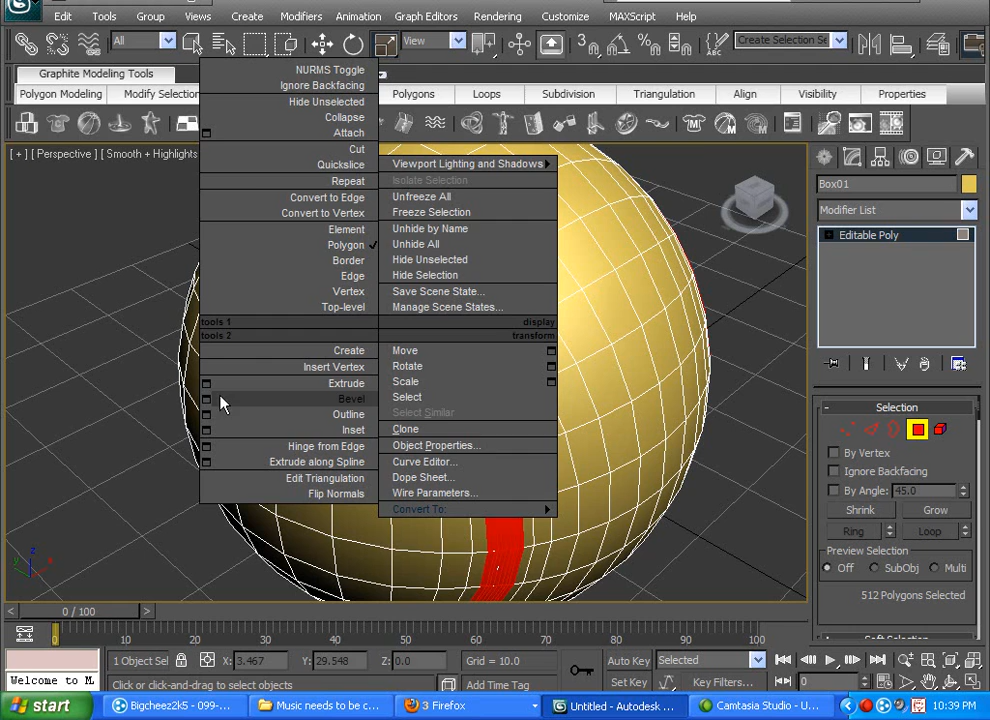 Edit Tools Group Views Create Modifiers Animation Graph Editors Rendering Customize MAXScript Help
All View 3 % ABC Create Selection Se
Graphite Modeling Tools
Polygon Modeling Modify Selection Polygons Loops Subdivision Triangulation Align Visibility Properties
[ + ] [ Perspective ] [ Smooth + Highlights
NURMS Toggle
Ignore Backfacing
Hide Unselected
Collapse
Attach
Cut
Quickslice
Repeat
Convert to Edge
Convert to Vertex
Element
Polygon
Border
Edge
Vertex
Top-level
tools 1
tools 2
Create
Insert Vertex
Extrude
Bevel
Outline
Inset
Hinge from Edge
Extrude along Spline
Edit Triangulation
Flip Normals
Viewport Lighting and Shadows
Isolate Selection
Unfreeze All
Freeze Selection
Unhide by Name
Unhide All
Hide Unselected
Hide Selection
Save Scene State...
Manage Scene States...
display
transform
Move
Rotate
Scale
Select
Select Similar
Clone
Object Properties...
Curve Editor...
Dope Sheet...
Wire Parameters...
Convert To:
Box01
Modifier List
Editable Poly
- Selection
By Vertex
Ignore Backfacing
By Angle: 45.0
Shrink Grow
Ring Loop
Preview Selection
Off SubObj Multi
512 Polygons Selected
z
x
< 0 / 100 >
0 10 20 30 40 50 60 70 80 90 100
1 Object Sel X: 3.467 Y: 29.548 Z: 0.0 Grid = 10.0 Auto Key Selected
Welcome to M Click or click-and-drag to select objects Add Time Tag Set Key Key Filters... 0
start Bigcheez2k5 - 099-... Music needs to be c... 3 Firefox Untitled - Autodesk ... Camtasia Studio - U... 10:39 PM